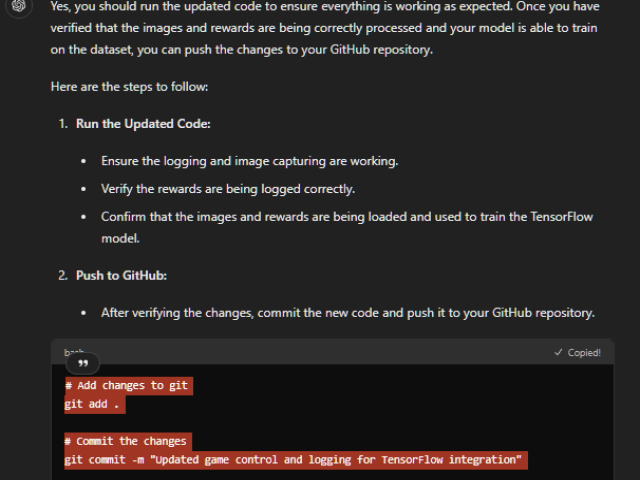 Yes, you should run the updated code to ensure everything is working as expected. Once you have
verified that the images and rewards are being correctly processed and your model is able to train
on the dataset, you can push the changes to your GitHub repository.
Here are the steps to follow:
1. Run the Updated Code:
• Ensure the logging and image capturing are working.
• Verify the rewards are being logged correctly.
• Confirm that the images and rewards are being loaded and used to train the TensorFlow
model.
2. Push to GitHub:
• After verifying the changes, commit the new code and push it to your GitHub repository.
Copied!
# Add changes to git
git add .
# Commit the changes
git commit -m "Updated game control and logging for TensorFlow integration"